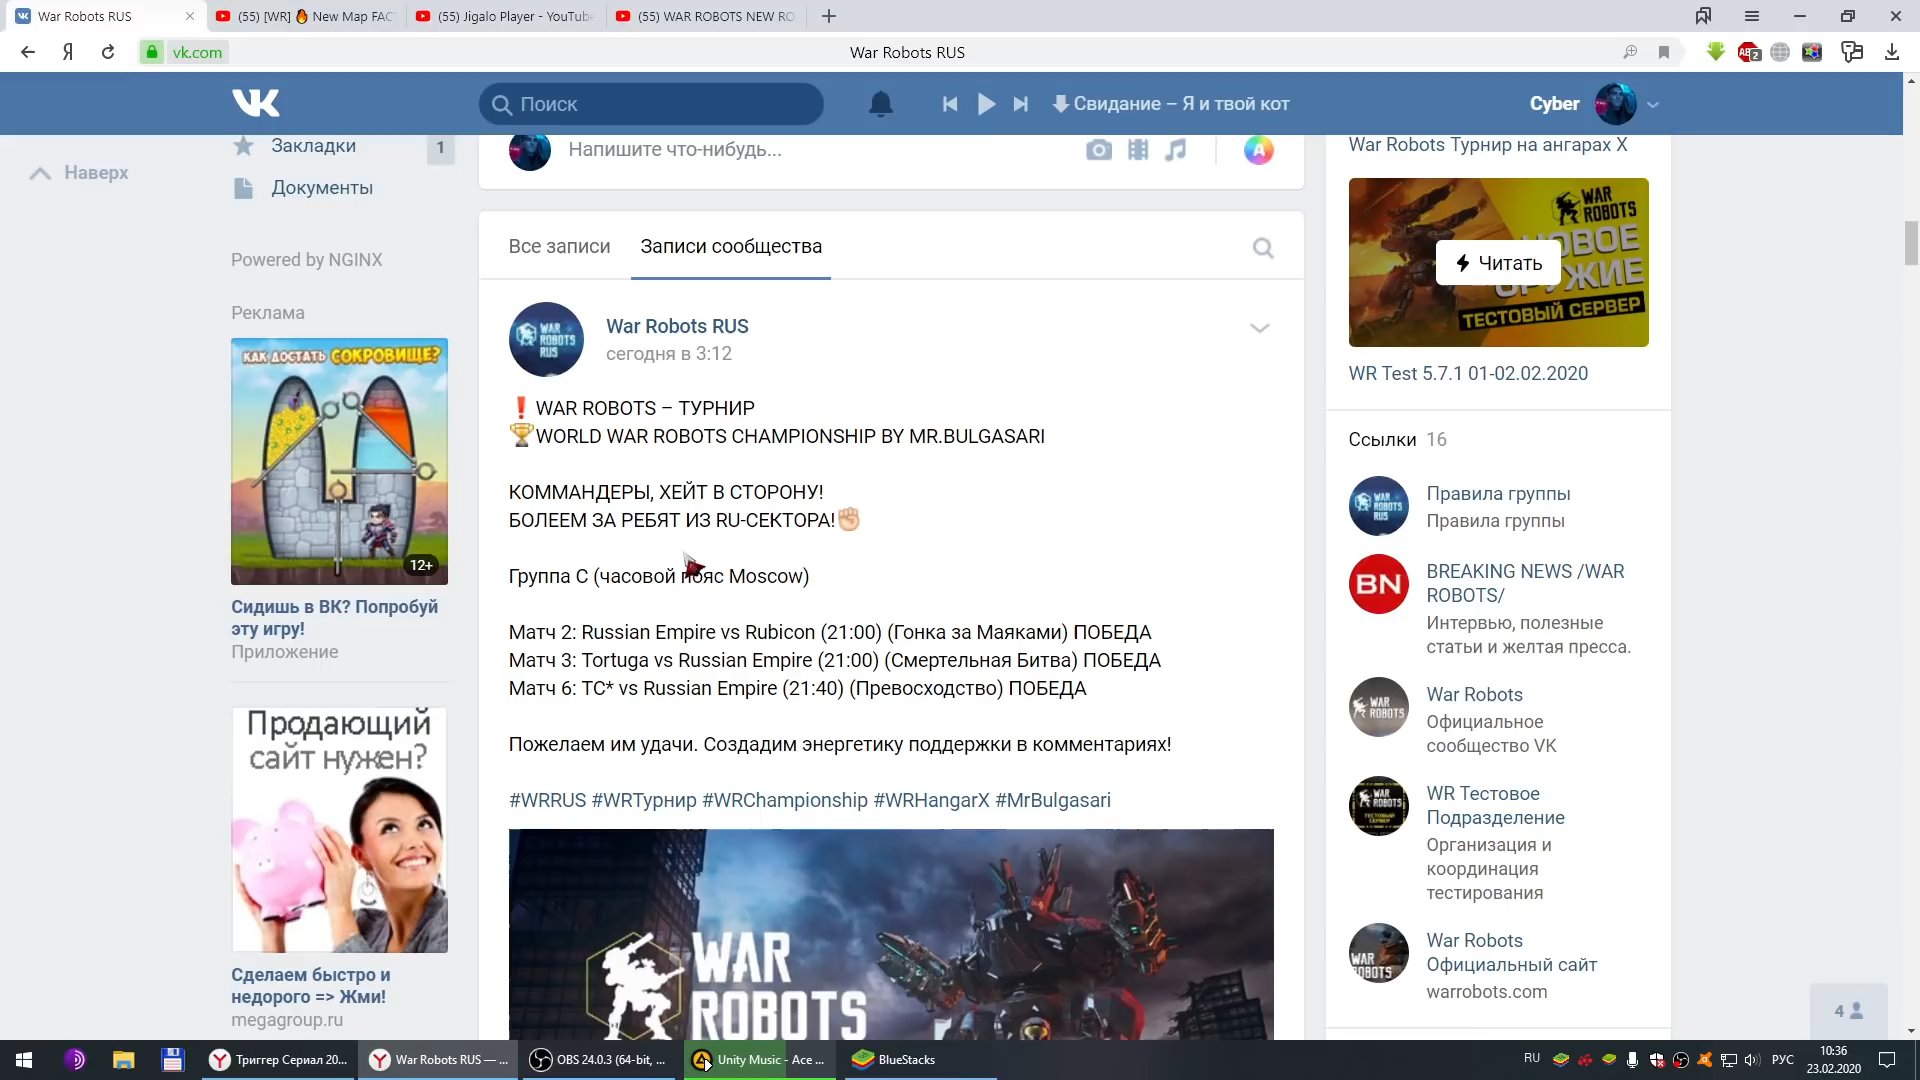 War Robots RUS
(55) [WR] 🔥 New Map FAC
(55) Jigalo Player - YouTube
(55) WAR ROBOTS NEW RO
Я
vk.com
War Robots RUS
2
Поиск
Свидание – Я и твой кот
Cyber
Наверх
Закладки
1
Документы
Powered by NGINX
Реклама
КАК ДОСТАТЬ СОКРОВИЩЕ?
12+
Сидишь в ВК? Попробуй
эту игру!
Приложение
Продающий
сайт нужен?
Сделаем быстро и
недорого => Жми!
megagroup.ru
Напишите что-нибудь...
Все записи
Записи сообщества
WAR
ROBOTS
RUS
War Robots RUS
сегодня в 3:12
❗WAR ROBOTS – ТУРНИР
🏆WORLD WAR ROBOTS CHAMPIONSHIP BY MR.BULGASARI
КОММАНДЕРЫ, ХЕЙТ В СТОРОНУ!
БОЛЕЕМ ЗА РЕБЯТ ИЗ RU-СЕКТОРА!✊🏻
Группа С (часовой пояс Moscow)
Матч 2: Russian Empire vs Rubicon (21:00) (Гонка за Маяками) ПОБЕДА
Матч 3: Tortuga vs Russian Empire (21:00) (Смертельная Битва) ПОБЕДА
Матч 6: TC* vs Russian Empire (21:40) (Превосходство) ПОБЕДА
Пожелаем им удачи. Создадим энергетику поддержки в комментариях!
#WRRUS #WRТурнир #WRChampionship #WRHangarX #MrBulgasari
WAR
ROBOTS
War Robots Турнир на ангарах X
WAR
ROBOTS
НОВОЕ
ОРУЖИЕ
ТЕСТОВЫЙ СЕРВЕР
Читать
WR Test 5.7.1 01-02.02.2020
Ссылки 16
Правила группы
Правила группы
BN
BREAKING NEWS /WAR
ROBOTS/
Интервью, полезные
статьи и желтая пресса.
War Robots
Официальное
сообщество VK
WR Тестовое
Подразделение
Организация и
координация
тестирования
War Robots
Официальный сайт
warrobots.com
4
Триггер Сериал 20...
War Robots RUS — ...
OBS 24.0.3 (64-bit, ...
Unity Music - Ace ...
BlueStacks
RU
РУС
10:36
23.02.2020